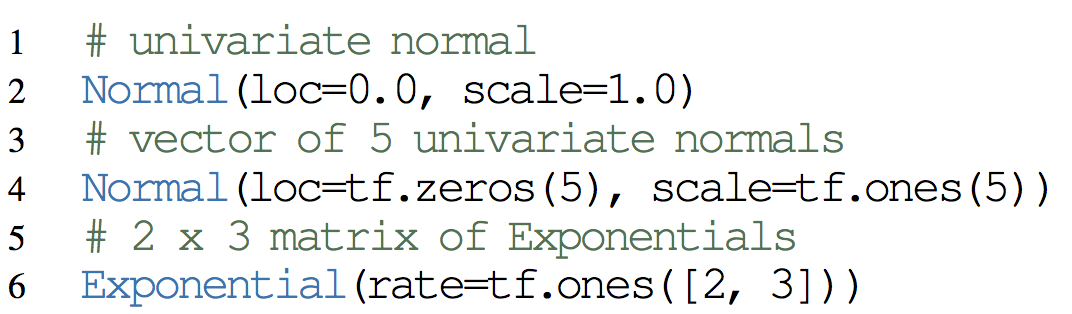 1 # univariate normal
2 Normal(loc=0.0, scale=1.0)
3 # vector of 5 univariate normals
4 Normal(loc=tf.zeros(5), scale=tf.ones(5))
5 # 2 x 3 matrix of Exponentials
6 Exponential(rate=tf.ones([2, 3]))